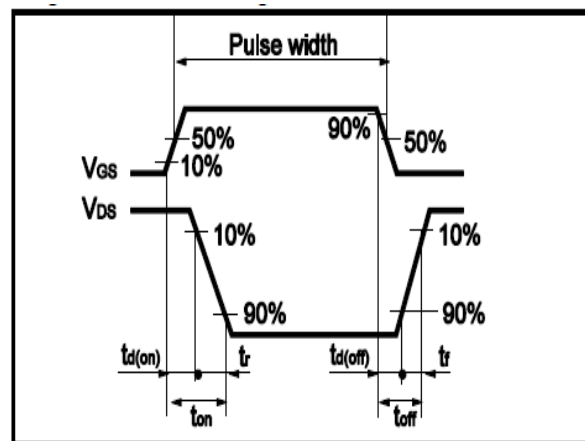 Pulse width
90%
50% 50%
10%
VGS
VDS
10% 10%
90% 90%
td(on) tr td(off) tf
ton toff